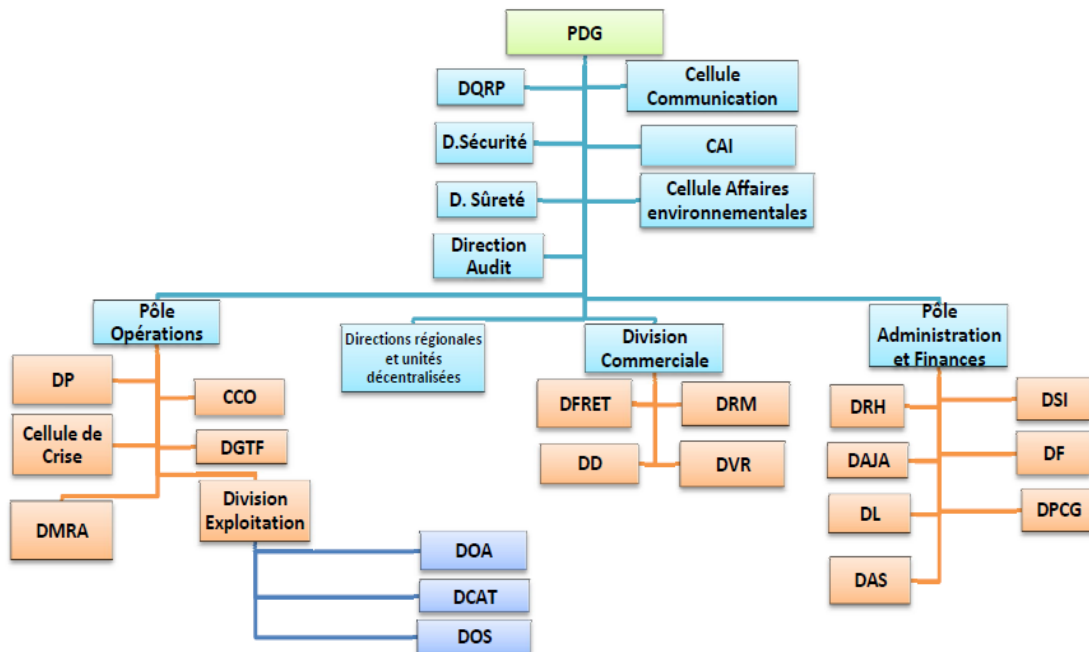 PDG
DQRP
Cellule
Communication
D.Sécurité
CAI
D. Sûreté
Cellule Affaires
environnementales
Direction
Audit
Pôle
Opérations
Directions régionales
et unités
décentralisées
Division
Commerciale
Pôle
Administration
et Finances
DP
CCO
Cellule de
Crise
DGTF
DMRA
Division
Exploitation
DOA
DCAT
DOS
DFRET
DRM
DD
DVR
DRH
DSI
DAJA
DF
DL
DPCG
DAS